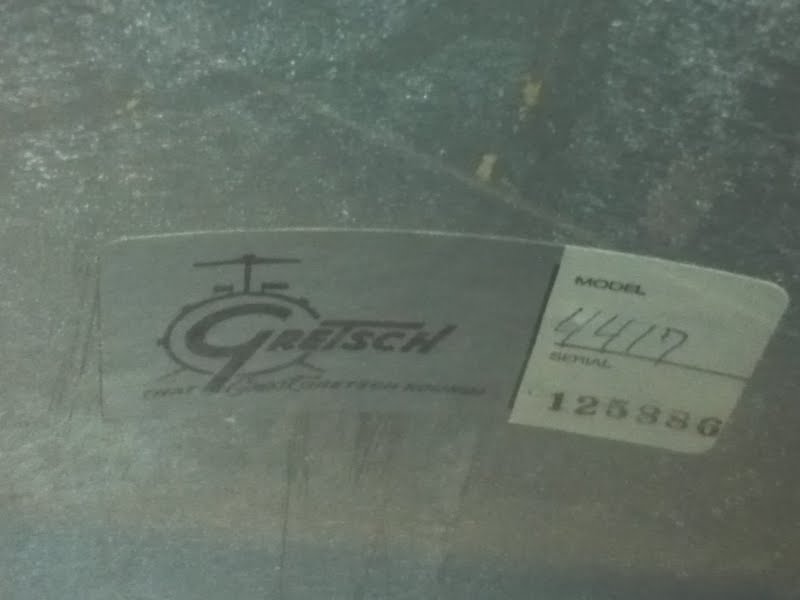 GRETSCH
THAT GREAT GRETSCH SOUND!
MODEL
4417
SERIAL
125886